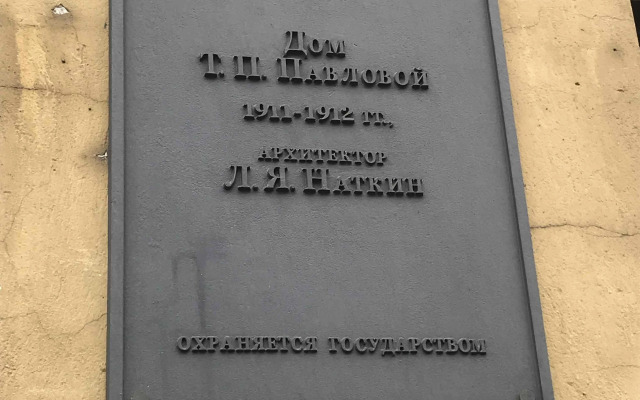 Дом
Т. П. Павловой
1911-1912 гг.,
архитектор
Л. Я. Наткин
охраняется государством